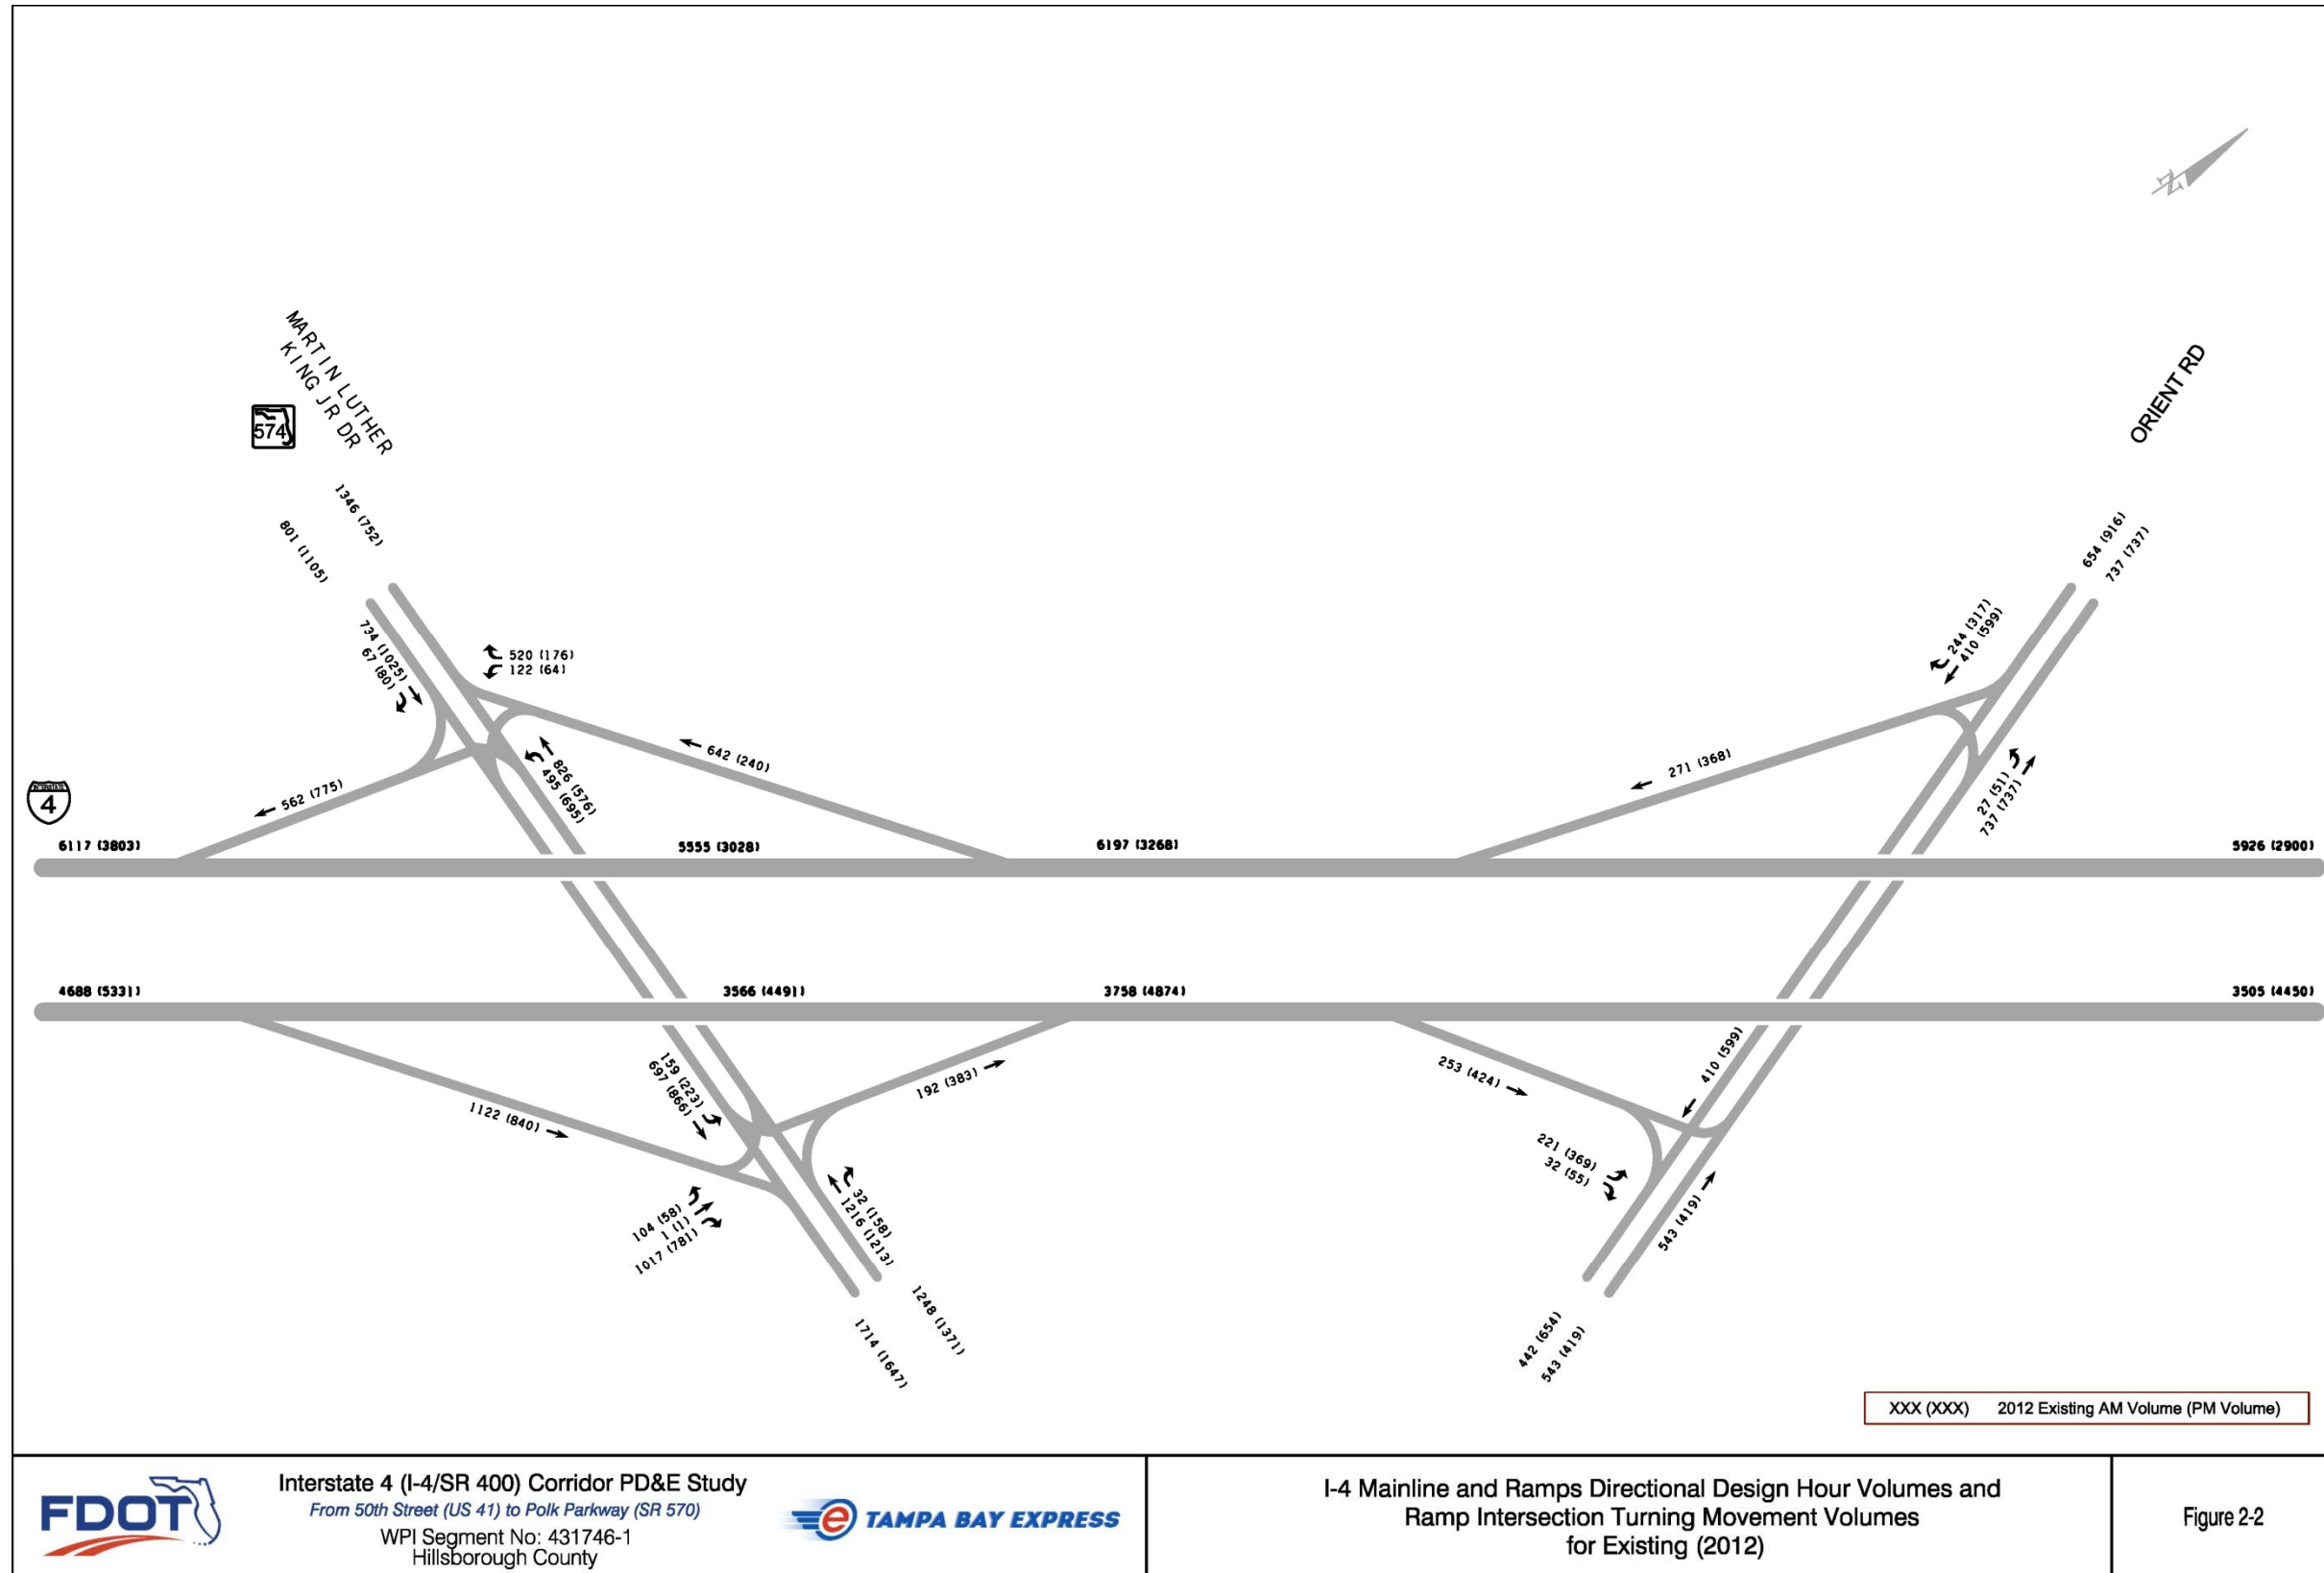 N
MARTIN LUTHER
KING JR DR
574
ORIENT RD
1346 (752)
801 (1105)
654 (916)
737 (737)
734 (1025)
67 (80)
520 (176)
122 (64)
244 (317)
410 (599)
826 (576)
495 (695)
642 (240)
271 (368)
27 (51)
737 (737)
562 (775)
INTERSTATE
4
6117 (3803)
5555 (3028)
6197 (3268)
5926 (2900)
4688 (5331)
3566 (4491)
3758 (4874)
3505 (4450)
159 (223)
697 (866)
192 (383)
253 (424)
410 (599)
1122 (840)
104 (58)
1 (1)
1017 (781)
32 (158)
1216 (1213)
221 (369)
32 (55)
543 (419)
1248 (1371)
1714 (1647)
442 (654)
543 (419)
XXX (XXX) 2012 Existing AM Volume (PM Volume)
FDOT
Interstate 4 (I-4/SR 400) Corridor PD&E Study
From 50th Street (US 41) to Polk Parkway (SR 570)
WPI Segment No: 431746-1
Hillsborough County
e TAMPA BAY EXPRESS
I-4 Mainline and Ramps Directional Design Hour Volumes and
Ramp Intersection Turning Movement Volumes
for Existing (2012)
Figure 2-2